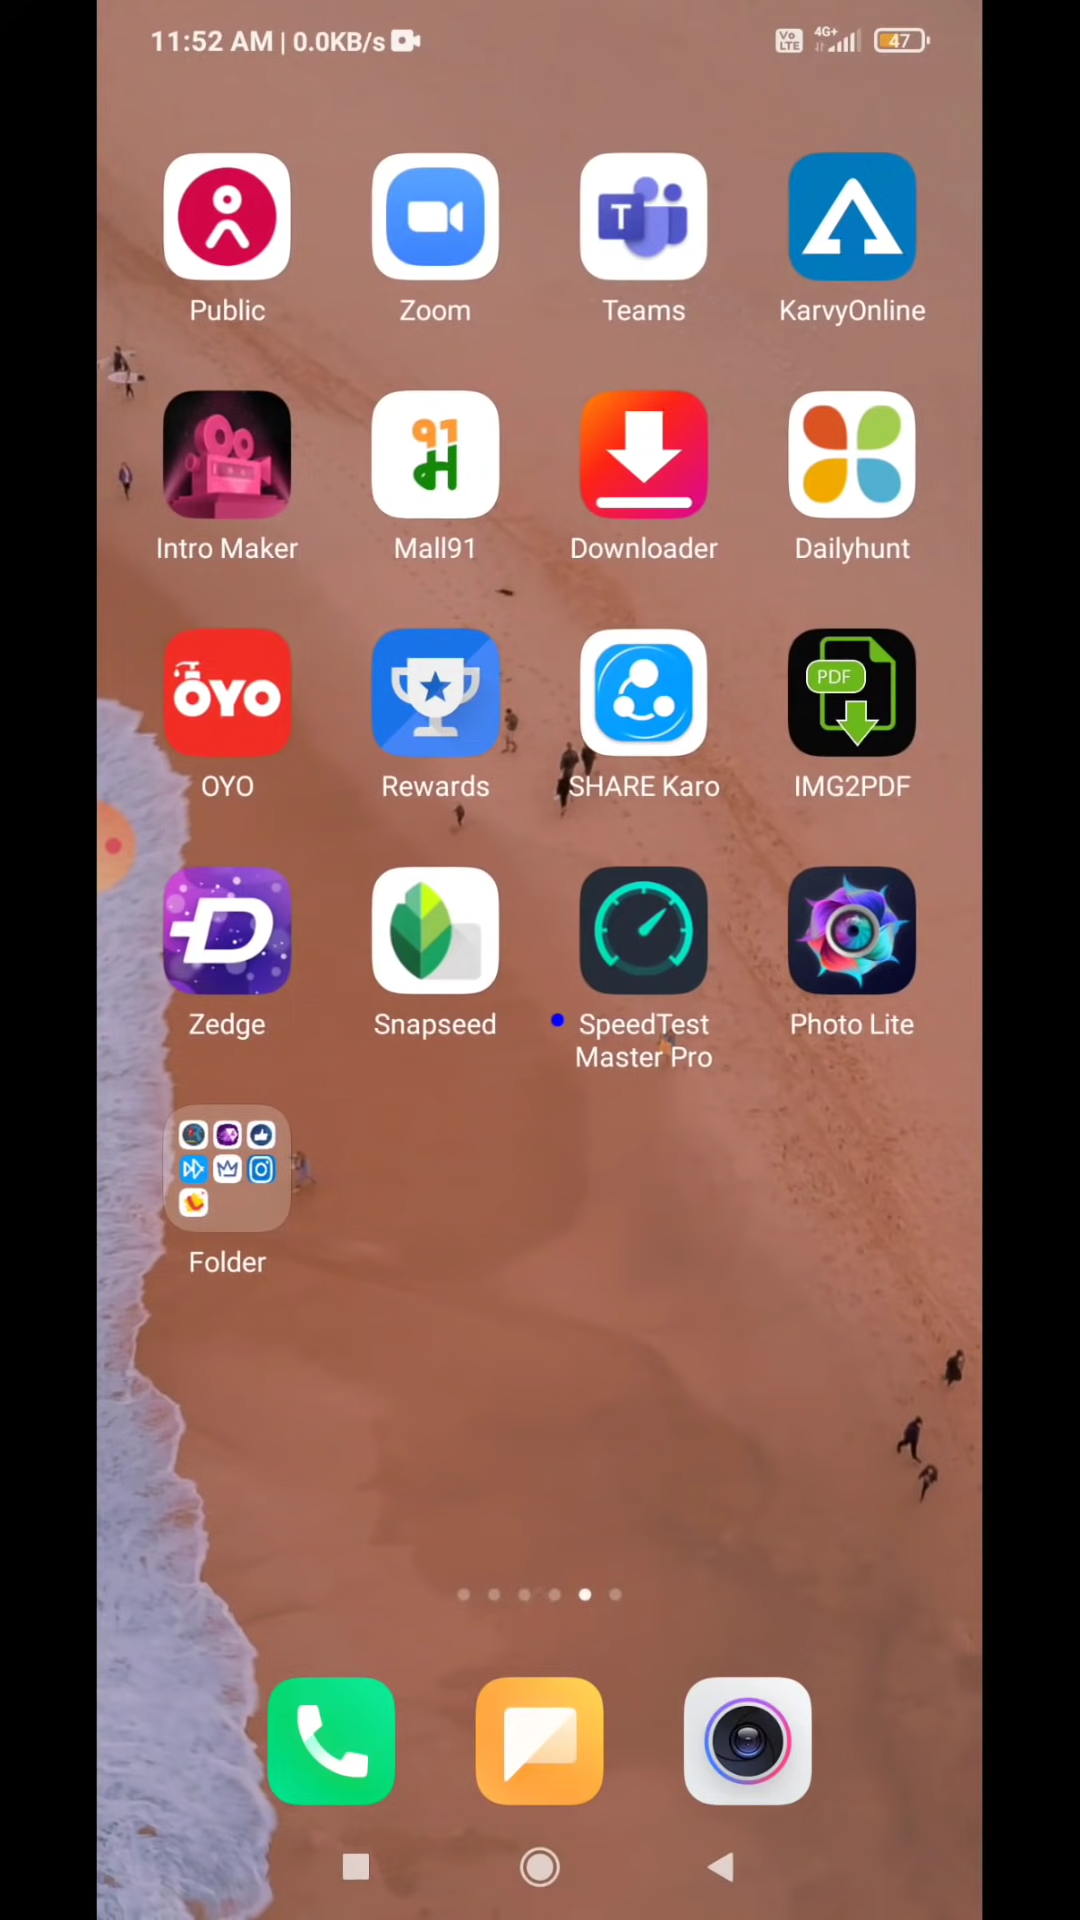 11:52 AM | 0.0KB/s
Vo LTE 4G+ 47
Public Zoom Teams KarvyOnline
Intro Maker Mall91 Downloader Dailyhunt
OYO Rewards SHARE Karo IMG2PDF
Zedge Snapseed SpeedTest Master Pro Photo Lite
Folder
T
91
म
OYO
PDF
D